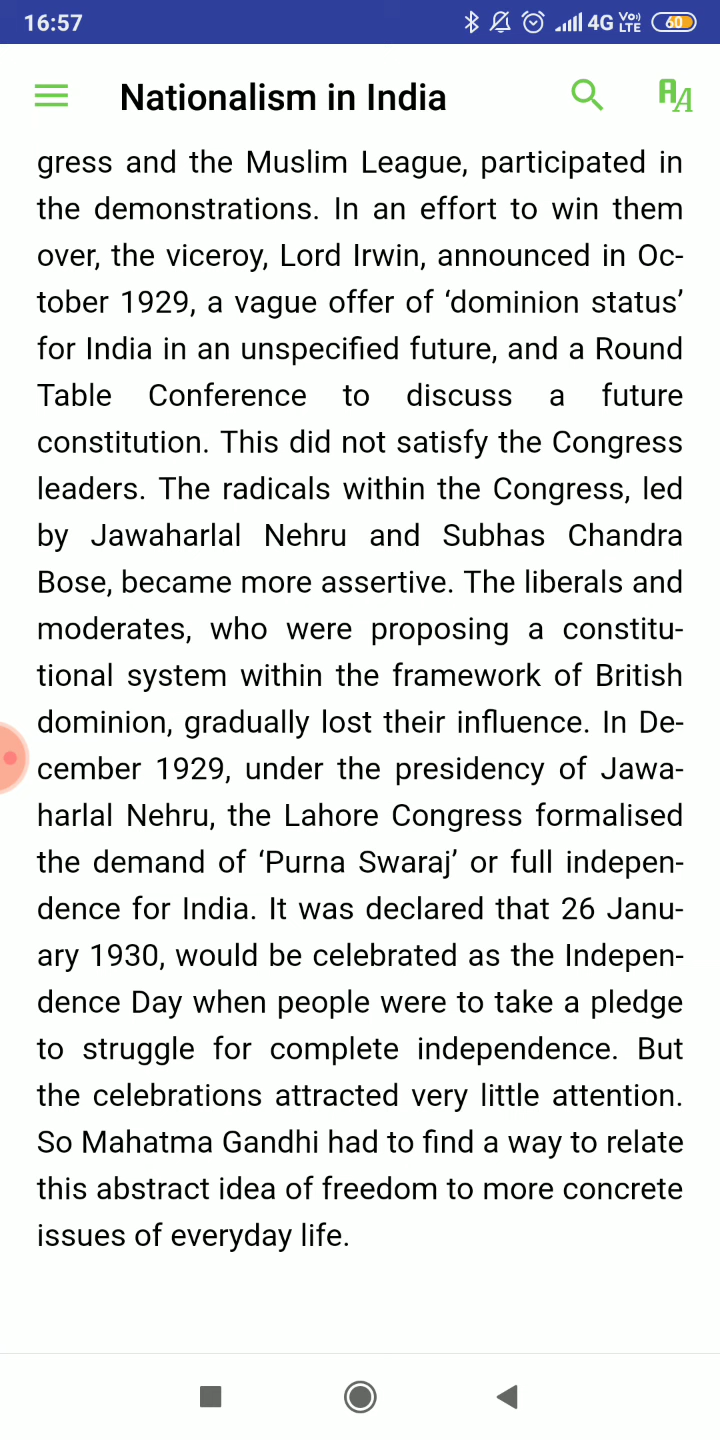 16:57
4G Vo) LTE 60
Nationalism in India
gress and the Muslim League, participated in
the demonstrations. In an effort to win them
over, the viceroy, Lord Irwin, announced in Oc-
tober 1929, a vague offer of ‘dominion status’
for India in an unspecified future, and a Round
Table Conference to discuss a future
constitution. This did not satisfy the Congress
leaders. The radicals within the Congress, led
by Jawaharlal Nehru and Subhas Chandra
Bose, became more assertive. The liberals and
moderates, who were proposing a constitu-
tional system within the framework of British
dominion, gradually lost their influence. In De-
cember 1929, under the presidency of Jawa-
harlal Nehru, the Lahore Congress formalised
the demand of ‘Purna Swaraj’ or full indepen-
dence for India. It was declared that 26 Janu-
ary 1930, would be celebrated as the Indepen-
dence Day when people were to take a pledge
to struggle for complete independence. But
the celebrations attracted very little attention.
So Mahatma Gandhi had to find a way to relate
this abstract idea of freedom to more concrete
issues of everyday life.